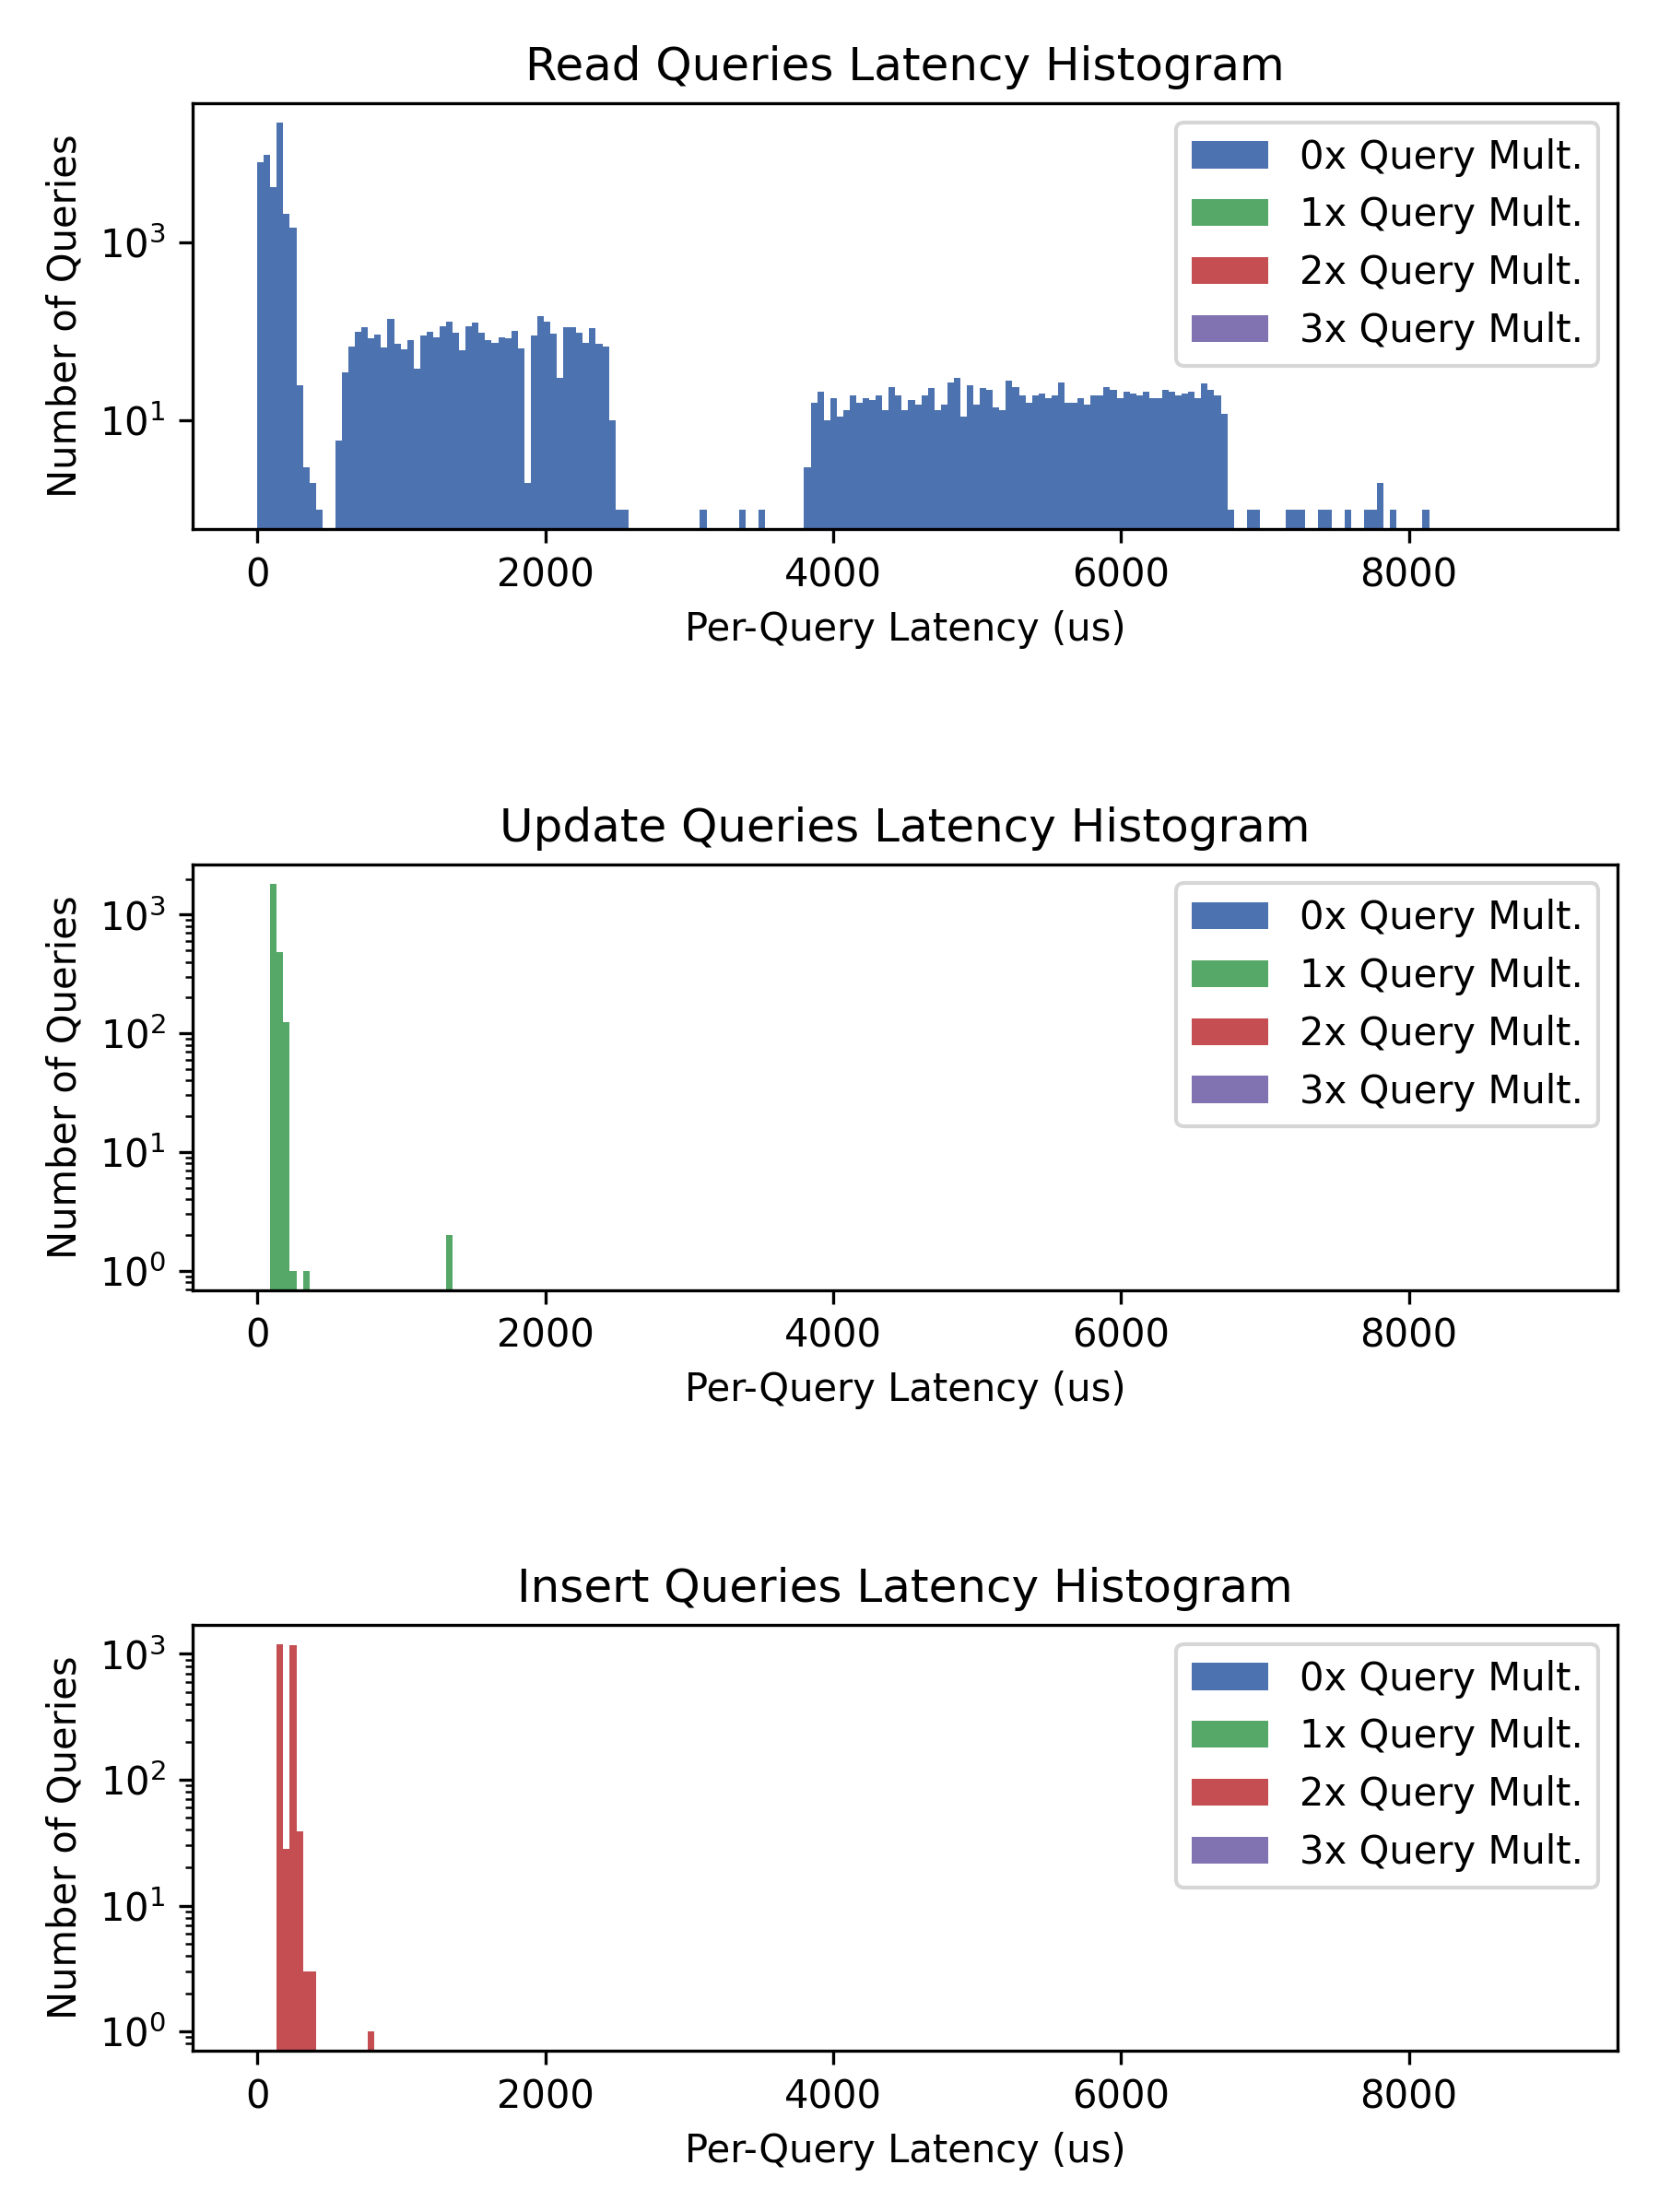 Read Queries Latency Histogram
Number of Queries
10³
10¹
0x Query Mult.
1x Query Mult.
2x Query Mult.
3x Query Mult.
0 2000 4000 6000 8000
Per-Query Latency (us)
Update Queries Latency Histogram
Number of Queries
10³
10²
10¹
10⁰
0x Query Mult.
1x Query Mult.
2x Query Mult.
3x Query Mult.
0 2000 4000 6000 8000
Per-Query Latency (us)
Insert Queries Latency Histogram
Number of Queries
10³
10²
10¹
10⁰
0x Query Mult.
1x Query Mult.
2x Query Mult.
3x Query Mult.
0 2000 4000 6000 8000
Per-Query Latency (us)